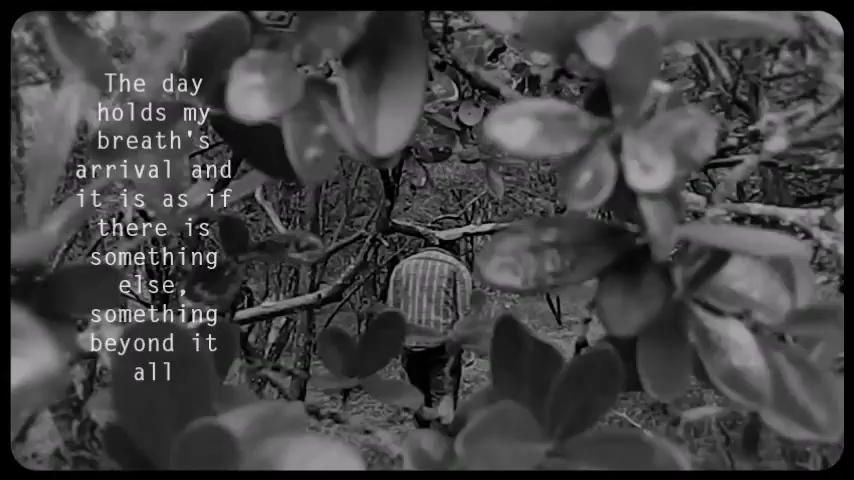 The day
holds my
breath's
arrival and
it is as if
there is
something
else,
something
beyond it
all